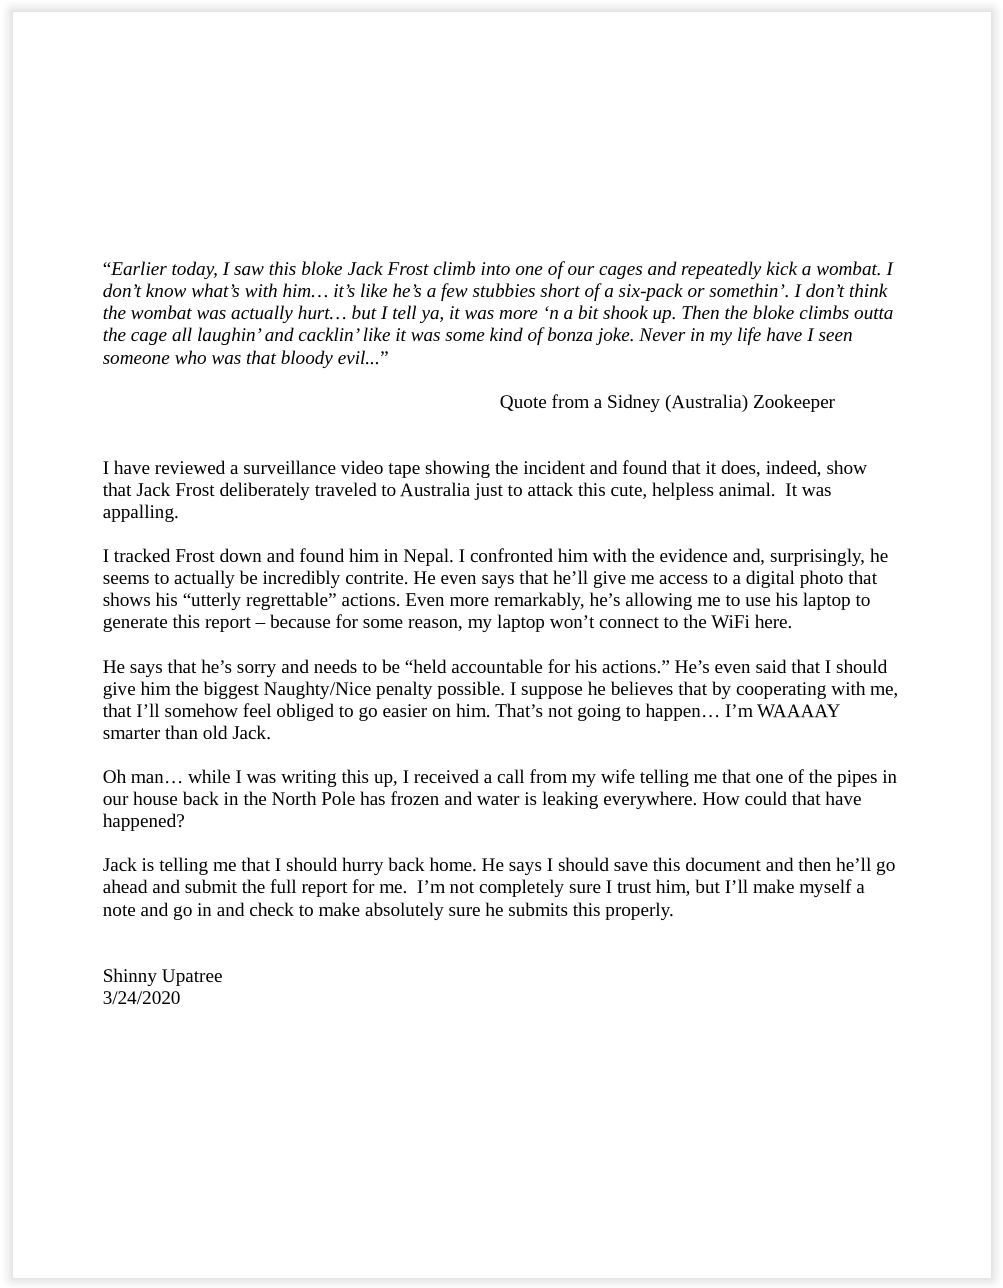 “Earlier today, I saw this bloke Jack Frost climb into one of our cages and repeatedly kick a wombat. I
don’t know what’s with him… it’s like he’s a few stubbies short of a six-pack or somethin’. I don’t think
the wombat was actually hurt… but I tell ya, it was more ‘n a bit shook up. Then the bloke climbs outta
the cage all laughin’ and cacklin’ like it was some kind of bonza joke. Never in my life have I seen
someone who was that bloody evil...”
Quote from a Sidney (Australia) Zookeeper
I have reviewed a surveillance video tape showing the incident and found that it does, indeed, show
that Jack Frost deliberately traveled to Australia just to attack this cute, helpless animal.  It was
appalling.
I tracked Frost down and found him in Nepal. I confronted him with the evidence and, surprisingly, he
seems to actually be incredibly contrite. He even says that he’ll give me access to a digital photo that
shows his “utterly regrettable” actions. Even more remarkably, he’s allowing me to use his laptop to
generate this report – because for some reason, my laptop won’t connect to the WiFi here.
He says that he’s sorry and needs to be “held accountable for his actions.” He’s even said that I should
give him the biggest Naughty/Nice penalty possible. I suppose he believes that by cooperating with me,
that I’ll somehow feel obliged to go easier on him. That’s not going to happen… I’m WAAAAY
smarter than old Jack.
Oh man… while I was writing this up, I received a call from my wife telling me that one of the pipes in
our house back in the North Pole has frozen and water is leaking everywhere. How could that have
happened?
Jack is telling me that I should hurry back home. He says I should save this document and then he’ll go
ahead and submit the full report for me.  I’m not completely sure I trust him, but I’ll make myself a
note and go in and check to make absolutely sure he submits this properly.
Shinny Upatree
3/24/2020